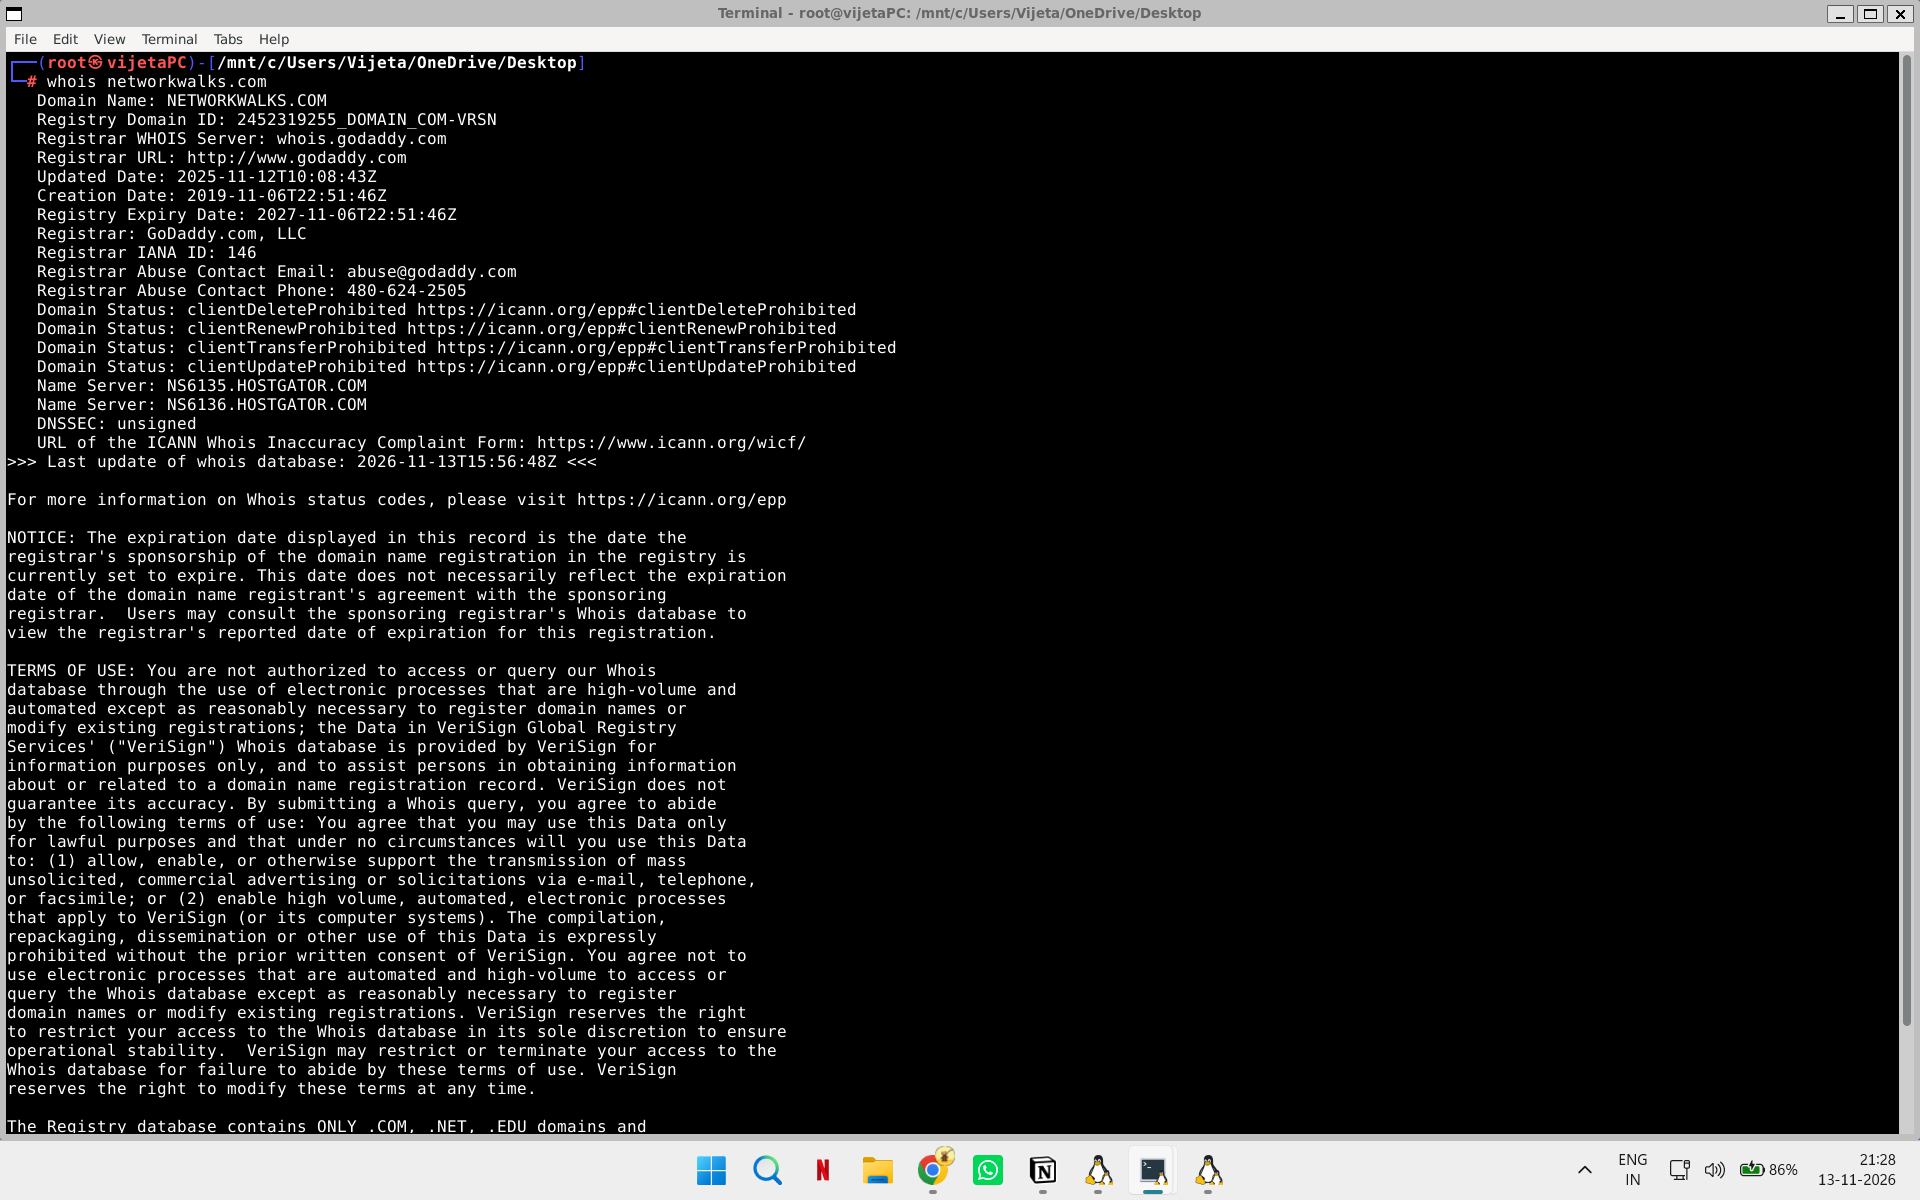 Terminal - root@vijetaPC: /mnt/c/Users/Vijeta/OneDrive/Desktop
File Edit View Terminal Tabs Help
┌──(root㉿vijetaPC)-[/mnt/c/Users/Vijeta/OneDrive/Desktop]
└─# whois networkwalks.com
   Domain Name: NETWORKWALKS.COM
   Registry Domain ID: 2452319255_DOMAIN_COM-VRSN
   Registrar WHOIS Server: whois.godaddy.com
   Registrar URL: http://www.godaddy.com
   Updated Date: 2025-11-12T10:08:43Z
   Creation Date: 2019-11-06T22:51:46Z
   Registry Expiry Date: 2027-11-06T22:51:46Z
   Registrar: GoDaddy.com, LLC
   Registrar IANA ID: 146
   Registrar Abuse Contact Email: abuse@godaddy.com
   Registrar Abuse Contact Phone: 480-624-2505
   Domain Status: clientDeleteProhibited https://icann.org/epp#clientDeleteProhibited
   Domain Status: clientRenewProhibited https://icann.org/epp#clientRenewProhibited
   Domain Status: clientTransferProhibited https://icann.org/epp#clientTransferProhibited
   Domain Status: clientUpdateProhibited https://icann.org/epp#clientUpdateProhibited
   Name Server: NS6135.HOSTGATOR.COM
   Name Server: NS6136.HOSTGATOR.COM
   DNSSEC: unsigned
   URL of the ICANN Whois Inaccuracy Complaint Form: https://www.icann.org/wicf/
>>> Last update of whois database: 2026-11-13T15:56:48Z <<<

For more information on Whois status codes, please visit https://icann.org/epp

NOTICE: The expiration date displayed in this record is the date the
registrar's sponsorship of the domain name registration in the registry is
currently set to expire. This date does not necessarily reflect the expiration
date of the domain name registrant's agreement with the sponsoring
registrar.  Users may consult the sponsoring registrar's Whois database to
view the registrar's reported date of expiration for this registration.

TERMS OF USE: You are not authorized to access or query our Whois
database through the use of electronic processes that are high-volume and
automated except as reasonably necessary to register domain names or
modify existing registrations; the Data in VeriSign Global Registry
Services' ("VeriSign") Whois database is provided by VeriSign for
information purposes only, and to assist persons in obtaining information
about or related to a domain name registration record. VeriSign does not
guarantee its accuracy. By submitting a Whois query, you agree to abide
by the following terms of use: You agree that you may use this Data only
for lawful purposes and that under no circumstances will you use this Data
to: (1) allow, enable, or otherwise support the transmission of mass
unsolicited, commercial advertising or solicitations via e-mail, telephone,
or facsimile; or (2) enable high volume, automated, electronic processes
that apply to VeriSign (or its computer systems). The compilation,
repackaging, dissemination or other use of this Data is expressly
prohibited without the prior written consent of VeriSign. You agree not to
use electronic processes that are automated and high-volume to access or
query the Whois database except as reasonably necessary to register
domain names or modify existing registrations. VeriSign reserves the right
to restrict your access to the Whois database in its sole discretion to ensure
operational stability.  VeriSign may restrict or terminate your access to the
Whois database for failure to abide by these terms of use. VeriSign
reserves the right to modify these terms at any time.

The Registry database contains ONLY .COM, .NET, .EDU domains and
ENG
IN
86%
21:28
13-11-2026